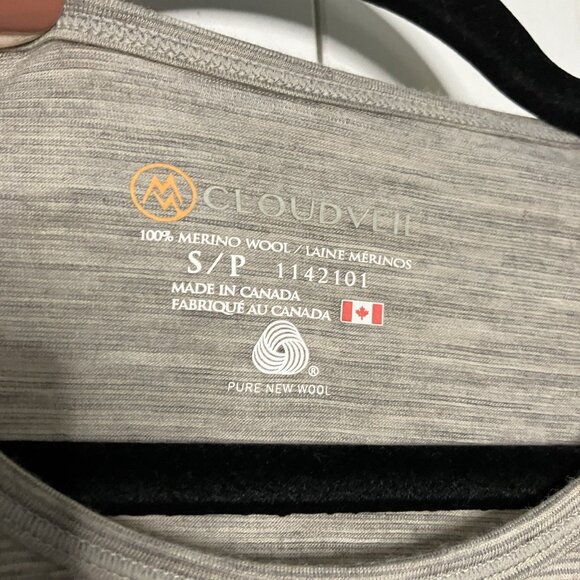 CLOUDVEIL
100% MERINO WOOL / LAINE MÉRINOS
S/P 1142101
MADE IN CANADA
FABRIQUÉ AU CANADA
®
PURE NEW WOOL